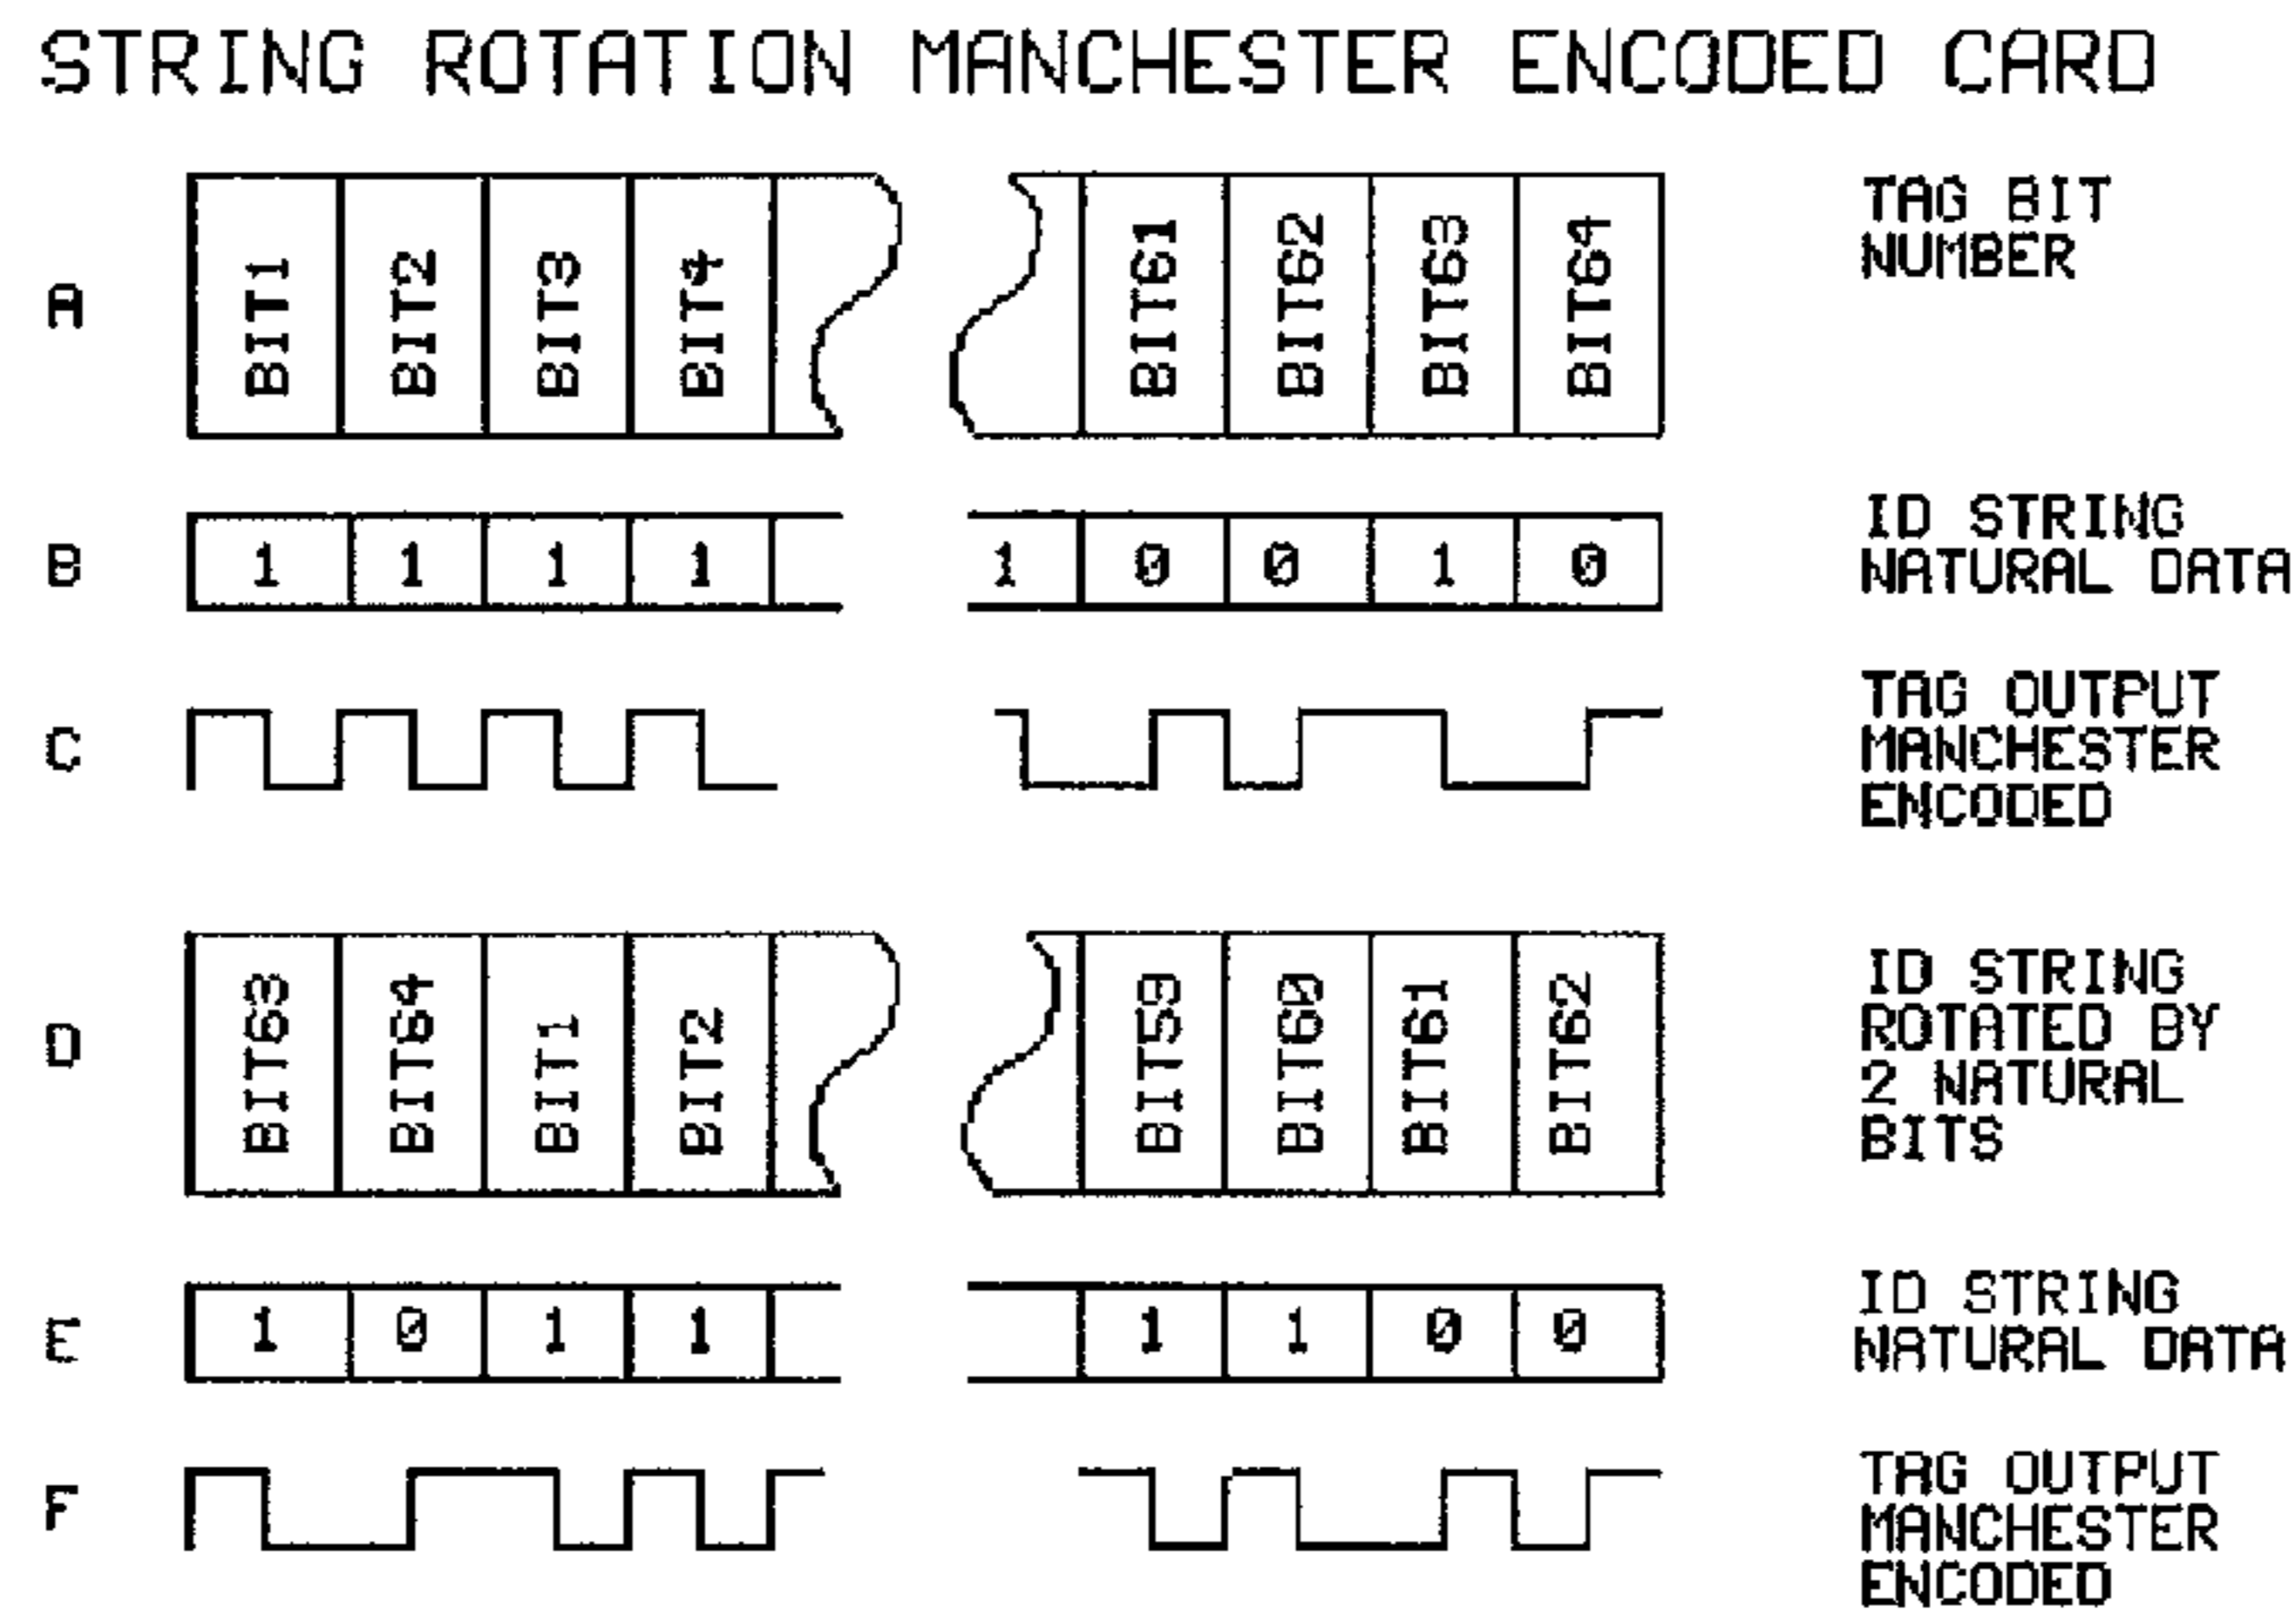 STRING ROTATION MANCHESTER ENCODED CARD
A
BIT1 BIT2 BIT3 BIT4 BIT61 BIT62 BIT63 BIT64
TAG BIT
NUMBER
B
1 1 1 1 1 0 0 1 0
ID STRING
NATURAL DATA
C
TAG OUTPUT
MANCHESTER
ENCODED
D
BIT63 BIT64 BIT1 BIT2 BIT59 BIT60 BIT61 BIT62
ID STRING
ROTATED BY
2 NATURAL
BITS
E
1 0 1 1 1 1 0 0
ID STRING
NATURAL DATA
F
TAG OUTPUT
MANCHESTER
ENCODED